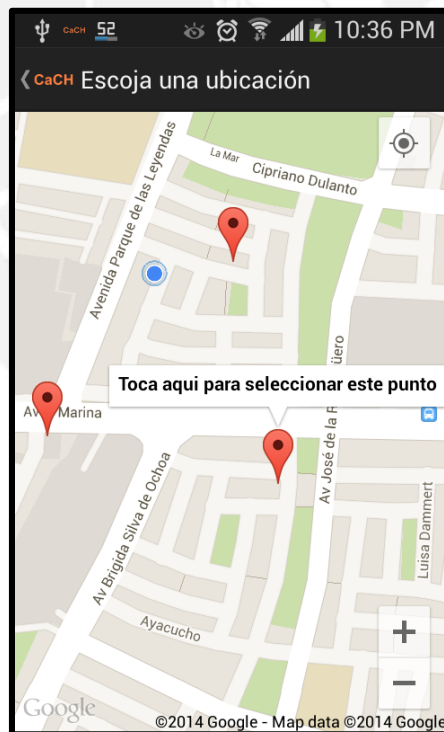 CaCH 52 10:36 PM
CaCH Escoja una ubicación
La Mar Cipriano Dulanto
Avenida Parque de las Leyendas
Toca aqui para seleccionar este punto
Marina
Av Brigida Silva de Ochoa
Av José de la R güero
Luisa Dammert
Ayacucho
+
−
Google
©2014 Google - Map data ©2014 Google